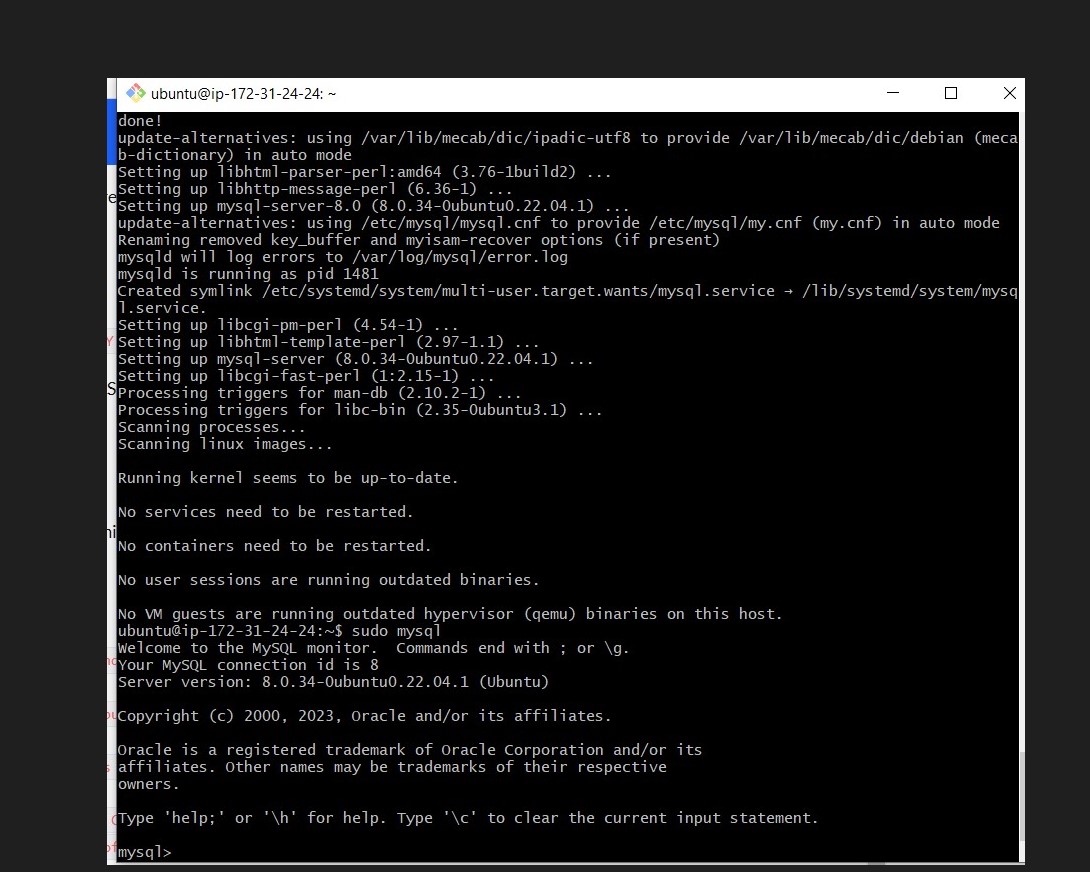 ubuntu@ip-172-31-24-24: ~
done!
update-alternatives: using /var/lib/mecab/dic/ipadic-utf8 to provide /var/lib/mecab/dic/debian (meca
b-dictionary) in auto mode
Setting up libhtml-parser-perl:amd64 (3.76-1build2) ...
Setting up libhttp-message-perl (6.36-1) ...
Setting up mysql-server-8.0 (8.0.34-0ubuntu0.22.04.1) ...
update-alternatives: using /etc/mysql/mysql.cnf to provide /etc/mysql/my.cnf (my.cnf) in auto mode
Renaming removed key_buffer and myisam-recover options (if present)
mysqld will log errors to /var/log/mysql/error.log
mysqld is running as pid 1481
Created symlink /etc/systemd/system/multi-user.target.wants/mysql.service → /lib/systemd/system/mysq
l.service.
Setting up libcgi-pm-perl (4.54-1) ...
Setting up libhtml-template-perl (2.97-1.1) ...
Setting up mysql-server (8.0.34-0ubuntu0.22.04.1) ...
Setting up libcgi-fast-perl (1:2.15-1) ...
Processing triggers for man-db (2.10.2-1) ...
Processing triggers for libc-bin (2.35-0ubuntu3.1) ...
Scanning processes...
Scanning linux images...
Running kernel seems to be up-to-date.
No services need to be restarted.
No containers need to be restarted.
No user sessions are running outdated binaries.
No VM guests are running outdated hypervisor (qemu) binaries on this host.
ubuntu@ip-172-31-24-24:~$ sudo mysql
Welcome to the MySQL monitor.  Commands end with ; or \g.
Your MySQL connection id is 8
Server version: 8.0.34-0ubuntu0.22.04.1 (Ubuntu)
Copyright (c) 2000, 2023, Oracle and/or its affiliates.
Oracle is a registered trademark of Oracle Corporation and/or its
affiliates. Other names may be trademarks of their respective
owners.
Type 'help;' or '\h' for help. Type '\c' to clear the current input statement.
mysql>